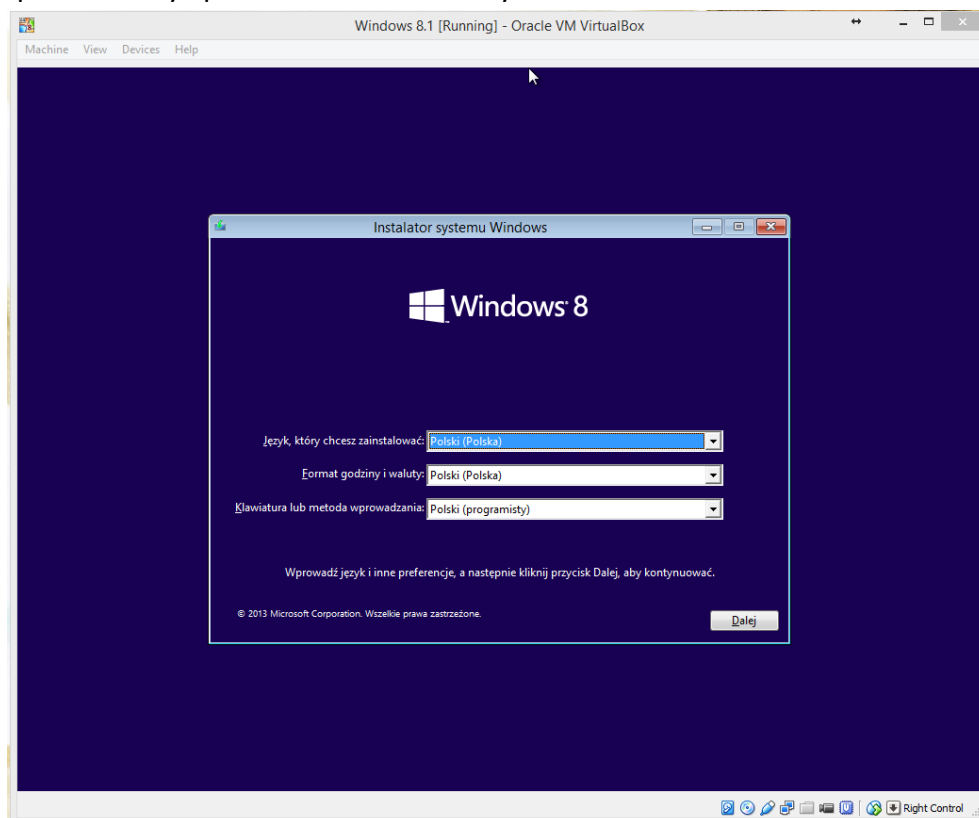 Windows 8.1 [Running] - Oracle VM VirtualBox
Machine View Devices Help
Instalator systemu Windows
Windows 8
Język, który chcesz zainstalować: Polski (Polska)
Format godziny i waluty: Polski (Polska)
Klawiatura lub metoda wprowadzania: Polski (programisty)
Wprowadź język i inne preferencje, a następnie kliknij przycisk Dalej, aby kontynuować.
© 2013 Microsoft Corporation. Wszelkie prawa zastrzeżone.
Dalej
Right Control